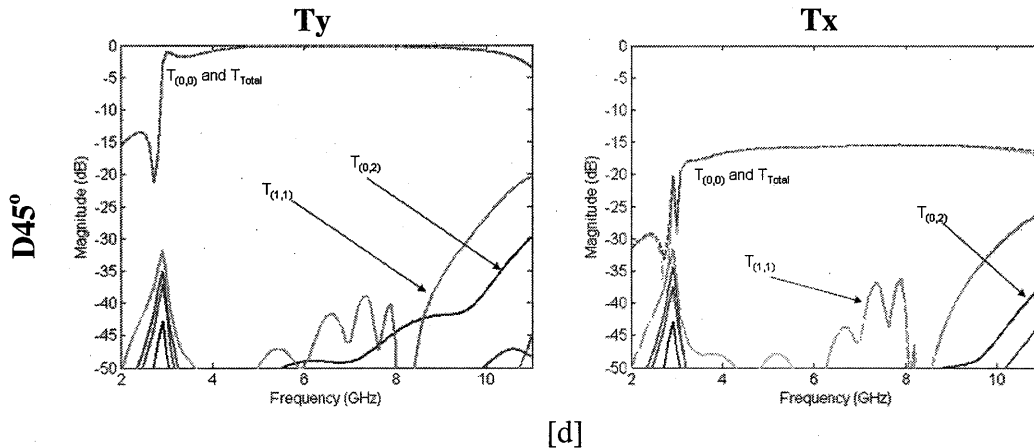 Ty
Tx
D45º
0
-5
-10
-15
-20
-25
-30
-35
-40
-45
-50
Magnitude (dB)
T(0,0) and TTotal
T(0,2)
T(1,1)
2
4
6
8
10
Frequency (GHz)
0
-5
-10
-15
-20
-25
-30
-35
-40
-45
-50
Magnitude (dB)
T(0,0) and TTotal
T(0,2)
T(1,1)
2
4
6
8
10
Frequency (GHz)
[d]